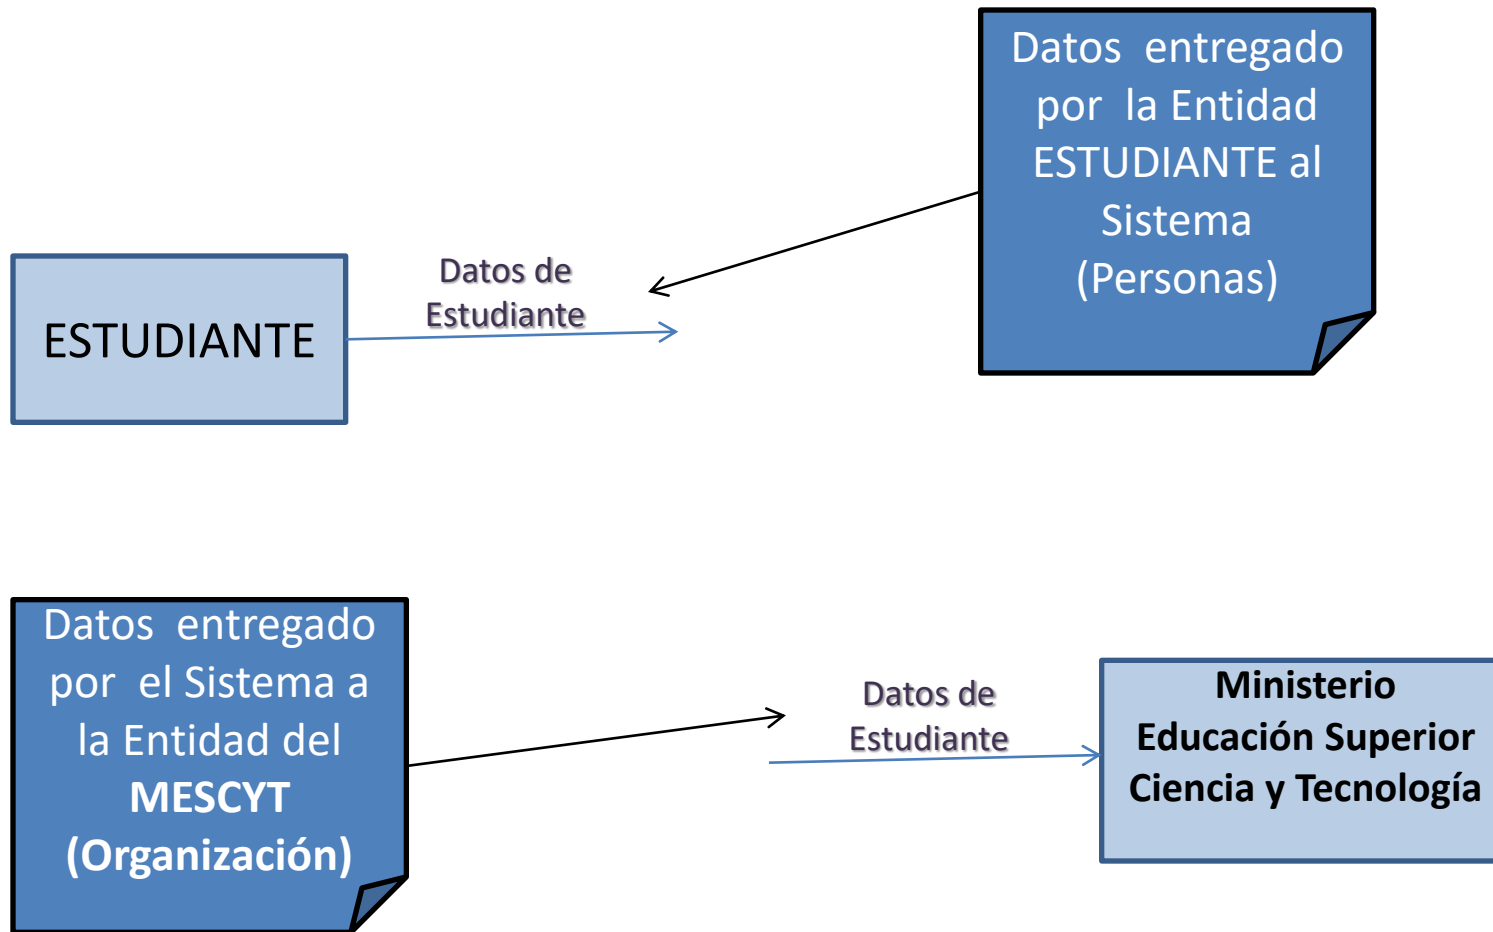 Datos entregado
por la Entidad
ESTUDIANTE al
Sistema
(Personas)
Datos de
Estudiante
ESTUDIANTE
Datos entregado
por el Sistema a
la Entidad del
MESCYT
(Organización)
Datos de
Estudiante
Ministerio
Educación Superior
Ciencia y Tecnología